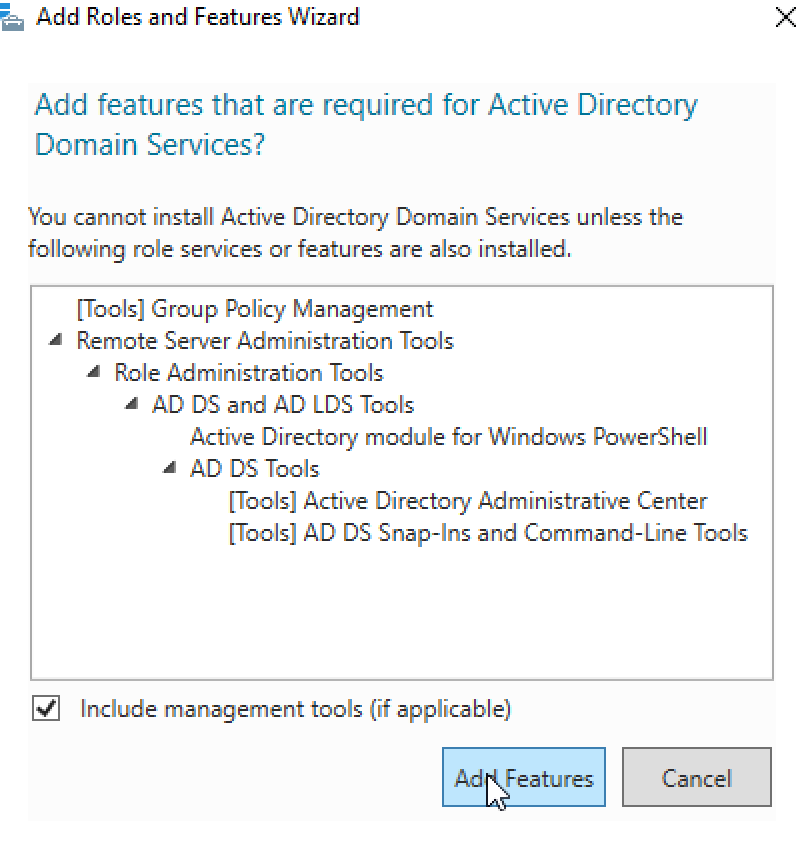 Add Roles and Features Wizard
Add features that are required for Active Directory
Domain Services?
You cannot install Active Directory Domain Services unless the
following role services or features are also installed.
[Tools] Group Policy Management
Remote Server Administration Tools
Role Administration Tools
AD DS and AD LDS Tools
Active Directory module for Windows PowerShell
AD DS Tools
[Tools] Active Directory Administrative Center
[Tools] AD DS Snap-Ins and Command-Line Tools
Include management tools (if applicable)
Add Features
Cancel